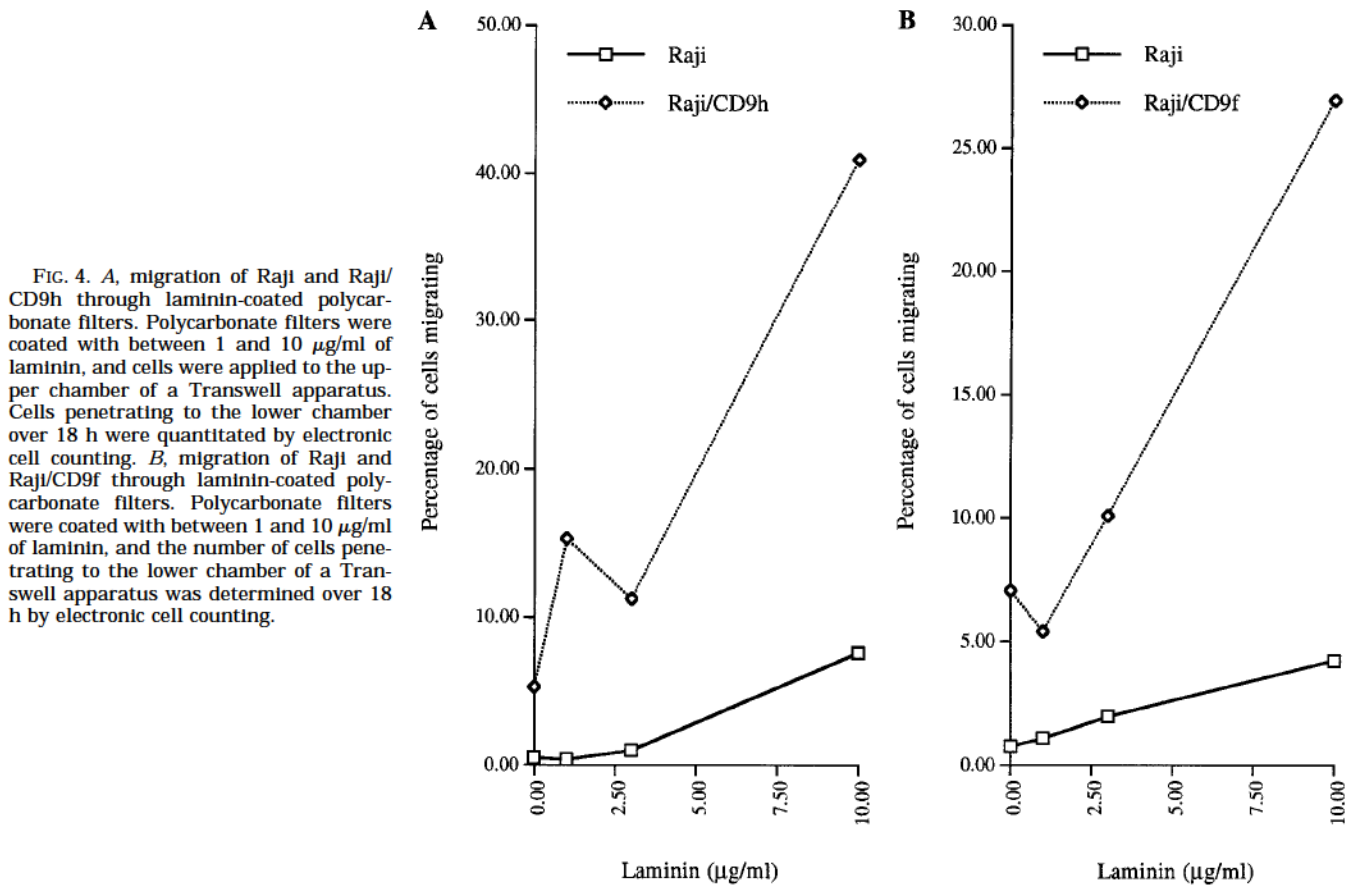 FIG. 4. A, migration of Raji and Raji/
CD9h through laminin-coated polycar-
bonate filters. Polycarbonate filters were
coated with between 1 and 10 μg/ml of
laminin, and cells were applied to the up-
per chamber of a Transwell apparatus.
Cells penetrating to the lower chamber
over 18 h were quantitated by electronic
cell counting. B, migration of Raji and
Raji/CD9f through laminin-coated poly-
carbonate filters. Polycarbonate filters
were coated with between 1 and 10 μg/ml
of laminin, and the number of cells pene-
trating to the lower chamber of a Tran-
swell apparatus was determined over 18
h by electronic cell counting.
A
Raji
Raji/CD9h
Percentage of cells migrating
50.00
40.00
30.00
20.00
10.00
0.00
0.00
2.50
5.00
7.50
10.00
Laminin (μg/ml)
B
Raji
Raji/CD9f
Percentage of cells migrating
30.00
25.00
20.00
15.00
10.00
5.00
0.00
0.00
2.50
5.00
7.50
10.00
Laminin (μg/ml)